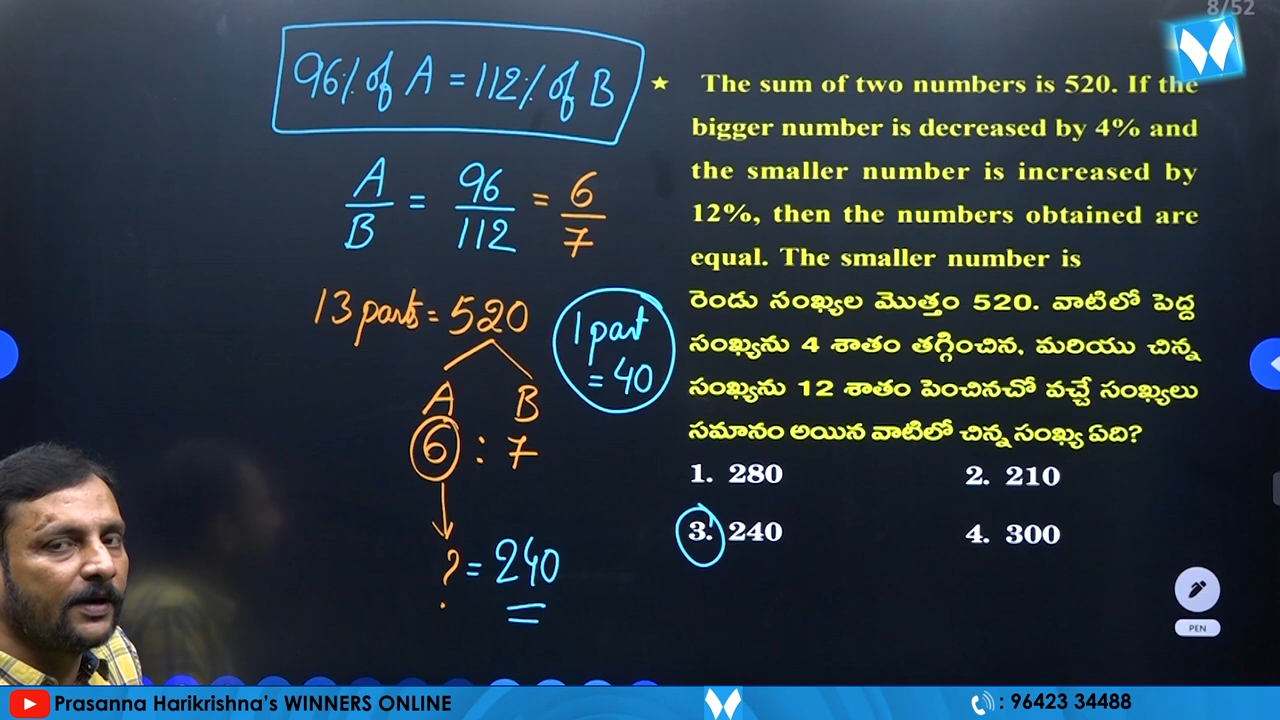 8/52
96% of A = 112% of B
A/B = 96/112 = 6/7
13 parts = 520
1 part
= 40
A B
6 : 7
? = 240
★ The sum of two numbers is 520. If the
bigger number is decreased by 4% and
the smaller number is increased by
12%, then the numbers obtained are
equal. The smaller number is
రెండు సంఖ్యల మొత్తం 520. వాటిలో పెద్ద
సంఖ్యను 4 శాతం తగ్గించిన, మరియు చిన్న
సంఖ్యను 12 శాతం పెంచినచో వచ్చే సంఖ్యలు
సమానం అయిన వాటిలో చిన్న సంఖ్య ఏది?
1. 280 2. 210
3. 240 4. 300
PEN
Prasanna Harikrishna's WINNERS ONLINE
: 96423 34488